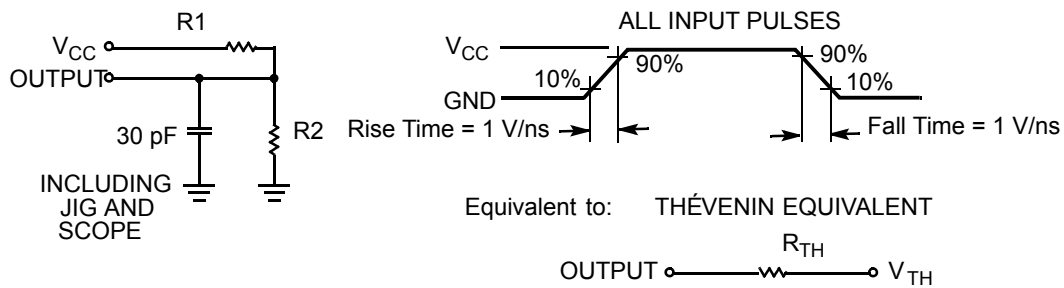 R1
V_CC
OUTPUT
30 pF
R2
INCLUDING
JIG AND
SCOPE
ALL INPUT PULSES
V_CC
GND
10%
90%
90%
10%
Rise Time = 1 V/ns
Fall Time = 1 V/ns
Equivalent to: THÉVENIN EQUIVALENT
R_TH
OUTPUT
V_TH